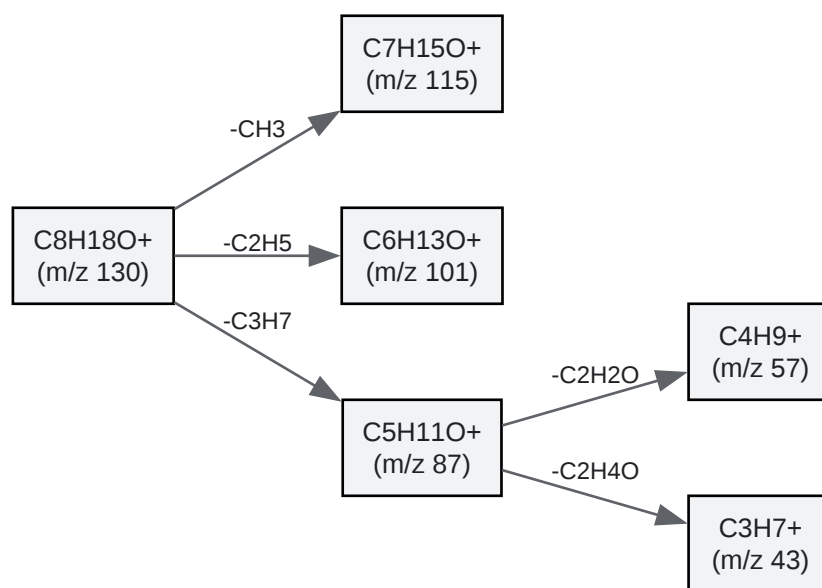 C7H15O+
(m/z 115)
-CH3
C8H18O+
(m/z 130)
-C2H5
C6H13O+
(m/z 101)
-C3H7
C5H11O+
(m/z 87)
-C2H2O
C4H9+
(m/z 57)
-C2H4O
C3H7+
(m/z 43)